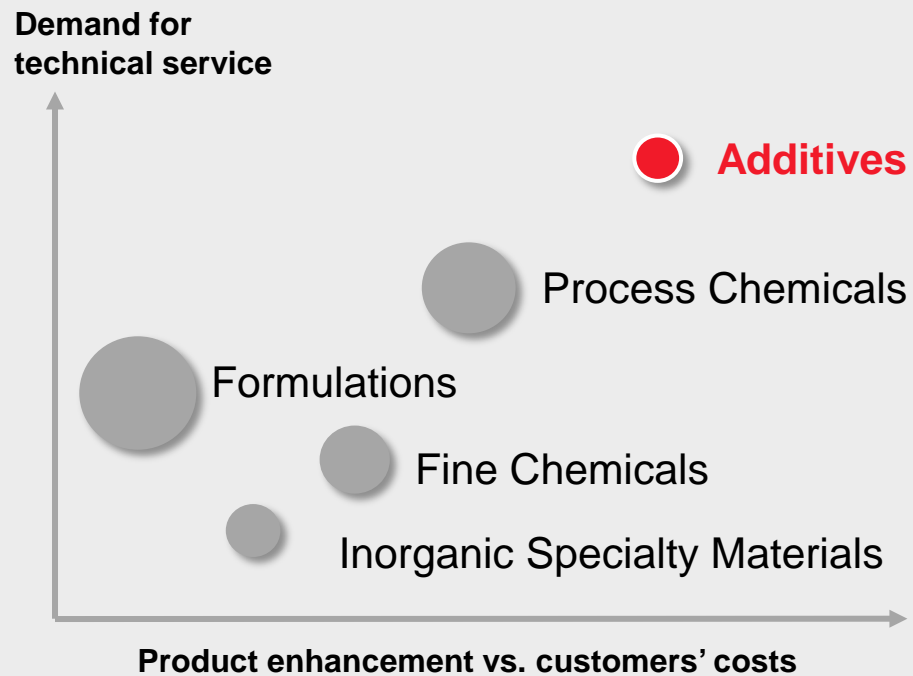 Demand for
technical service
Additives
Process Chemicals
Formulations
Fine Chemicals
Inorganic Specialty Materials
Product enhancement vs. customers’ costs